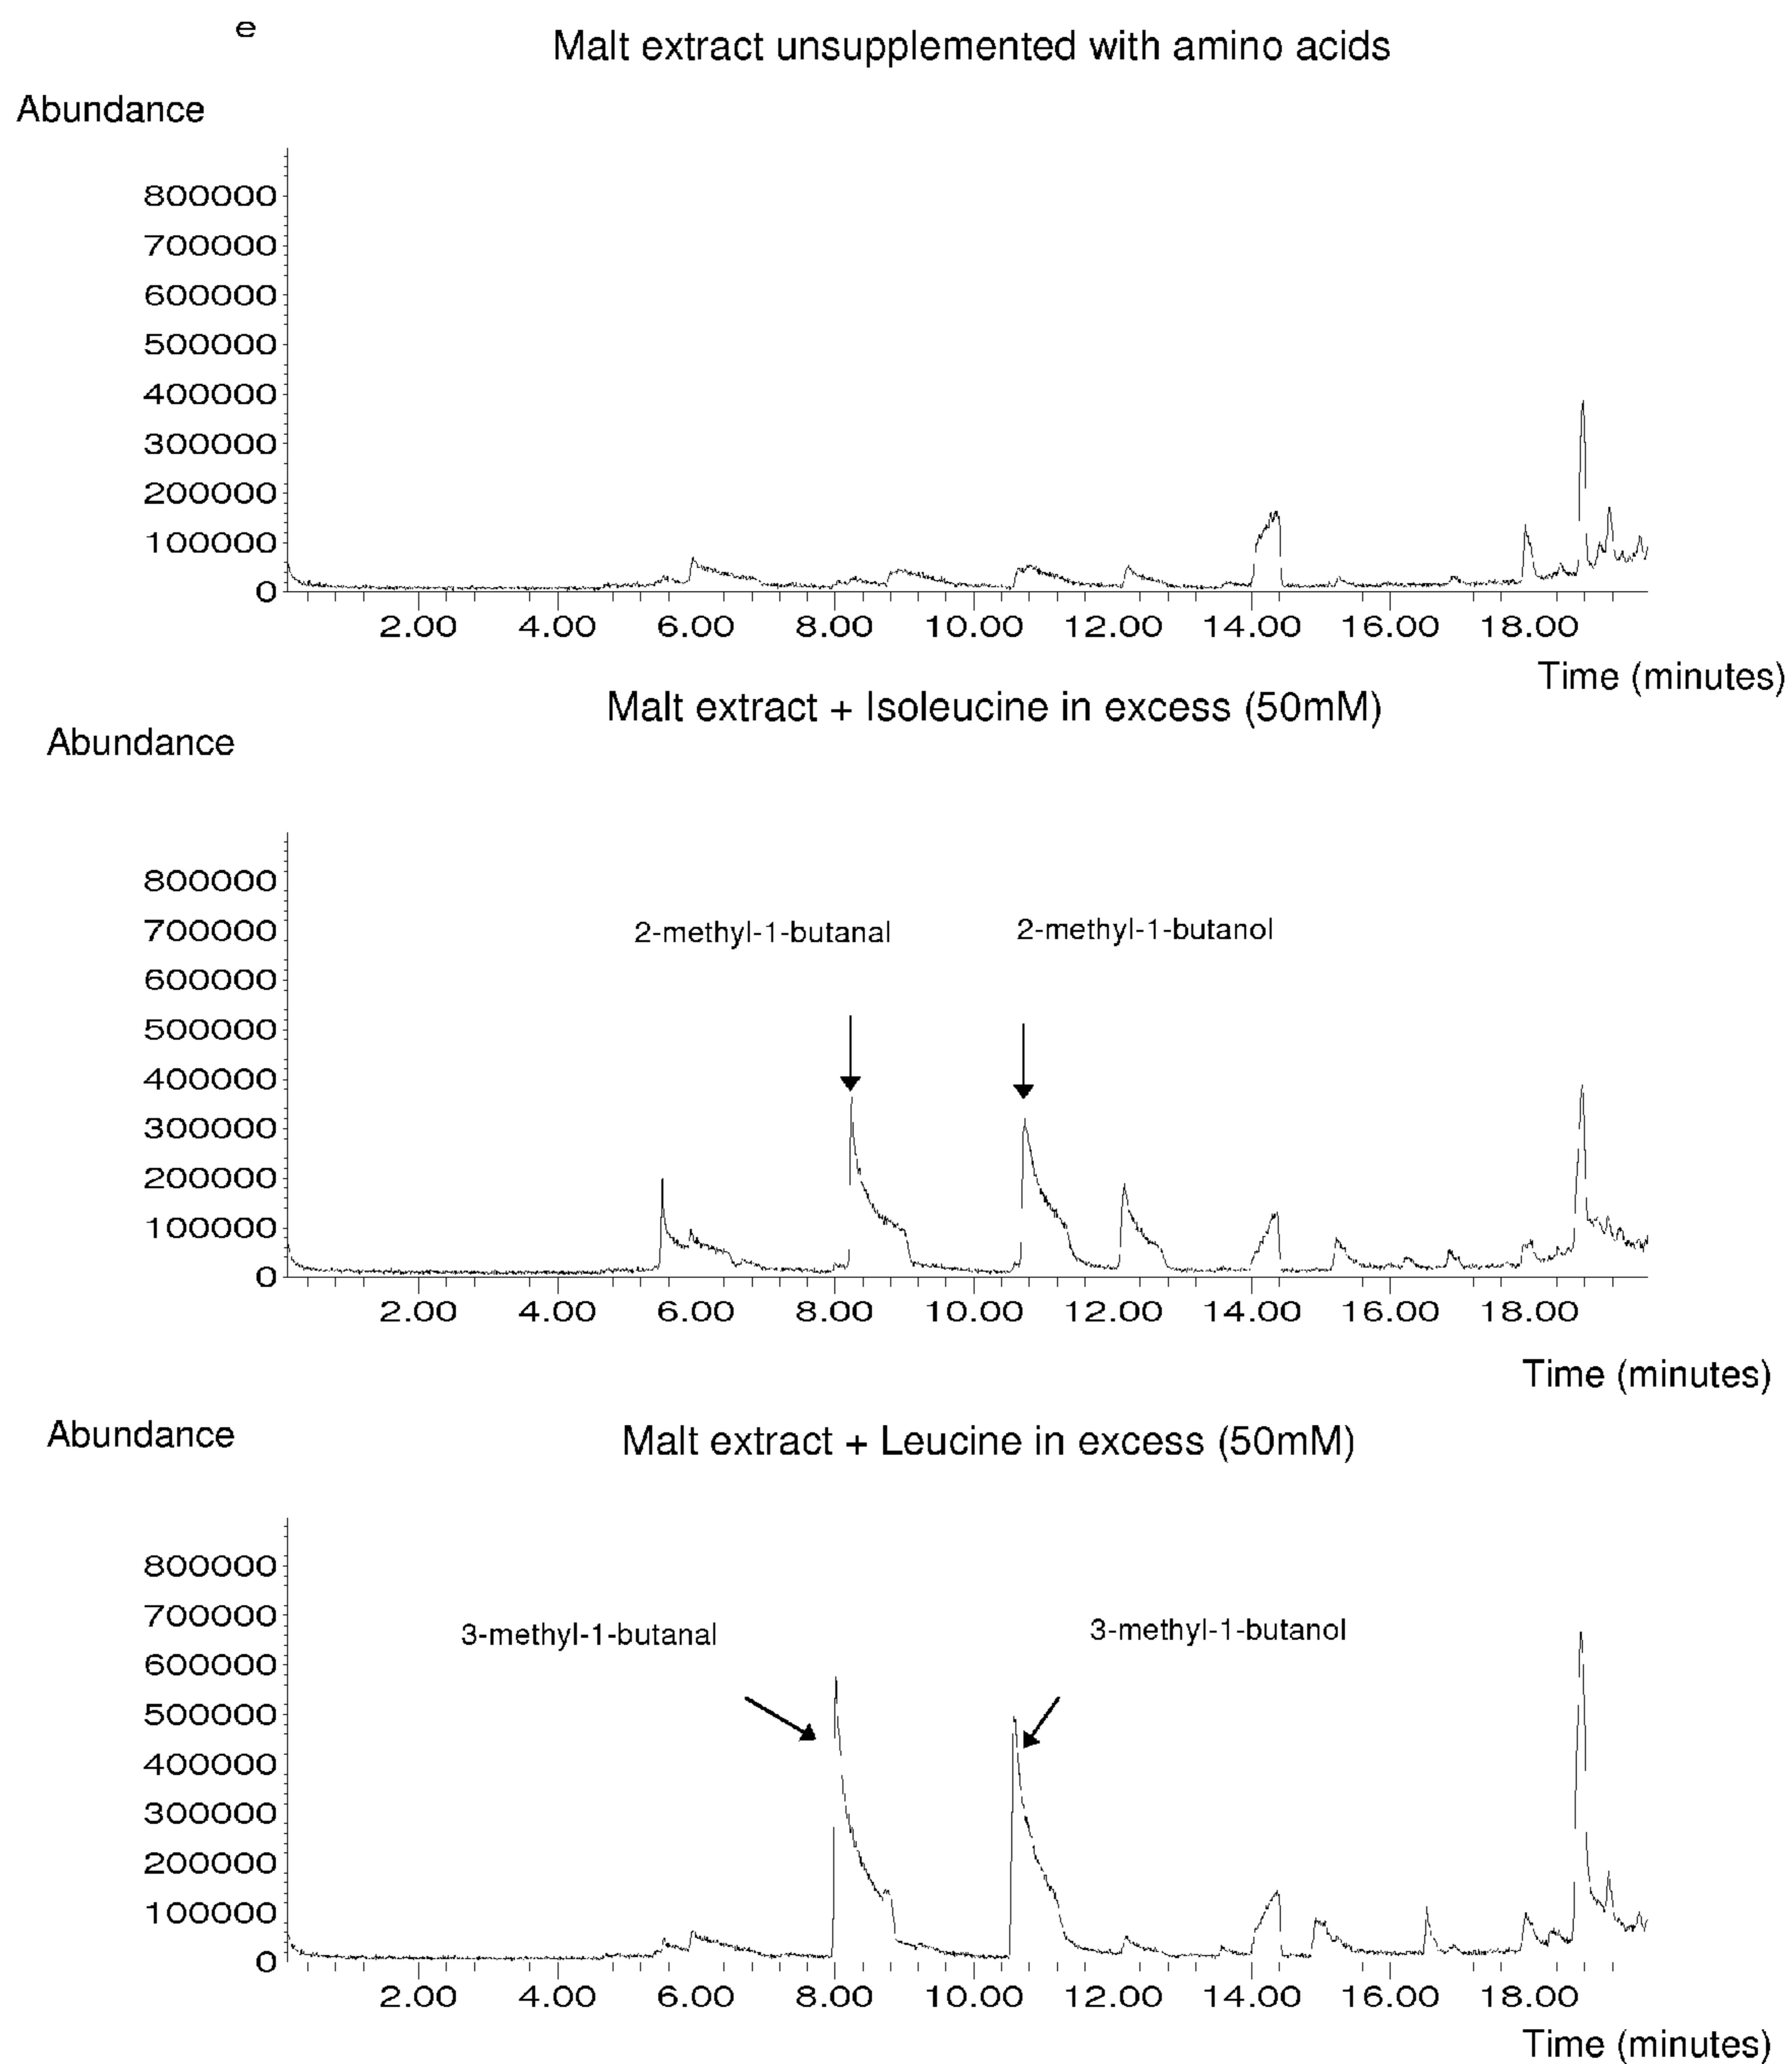 e
Malt extract unsupplemented with amino acids
Abundance
800000
700000
600000
500000
400000
300000
200000
100000
0
2.00 4.00 6.00 8.00 10.00 12.00 14.00 16.00 18.00
Time (minutes)
Malt extract + Isoleucine in excess (50mM)
Abundance
800000
700000
2-methyl-1-butanal 2-methyl-1-butanol
600000
500000
400000
300000
200000
100000
0
2.00 4.00 6.00 8.00 10.00 12.00 14.00 16.00 18.00
Time (minutes)
Abundance
Malt extract + Leucine in excess (50mM)
800000
700000
3-methyl-1-butanal 3-methyl-1-butanol
600000
500000
400000
300000
200000
100000
0
2.00 4.00 6.00 8.00 10.00 12.00 14.00 16.00 18.00
Time (minutes)